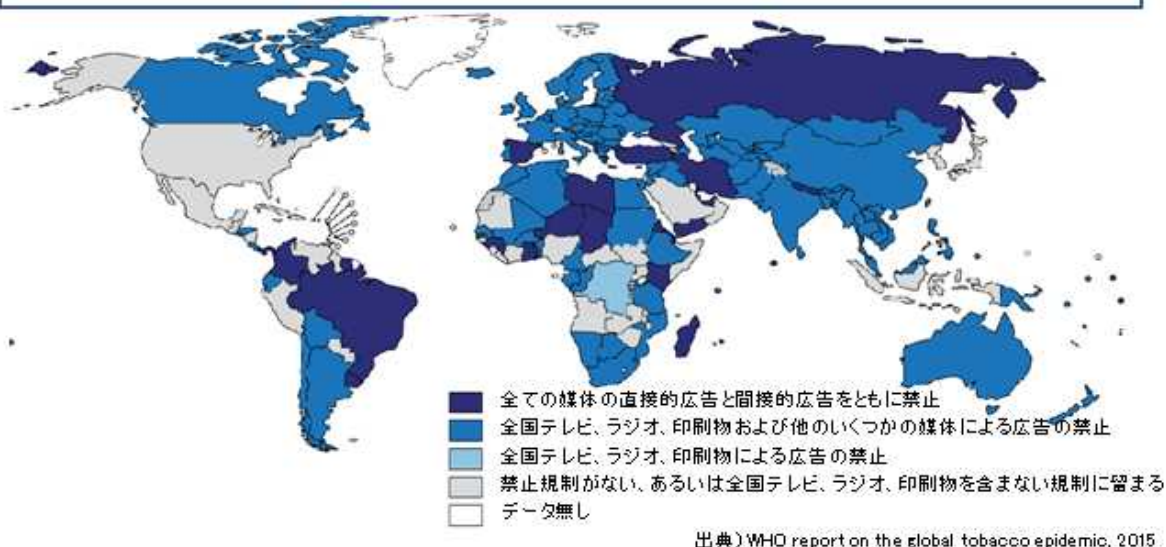 全ての媒体の直接的広告と間接的広告をともに禁止
全国テレビ、ラジオ、印刷物および他のいくつかの媒体による広告の禁止
全国テレビ、ラジオ、印刷物による広告の禁止
禁止規制がない、あるいは全国テレビ、ラジオ、印刷物を含まない規制に留まる
データ無し
出典）WHO report on the global tobacco epidemic, 2015